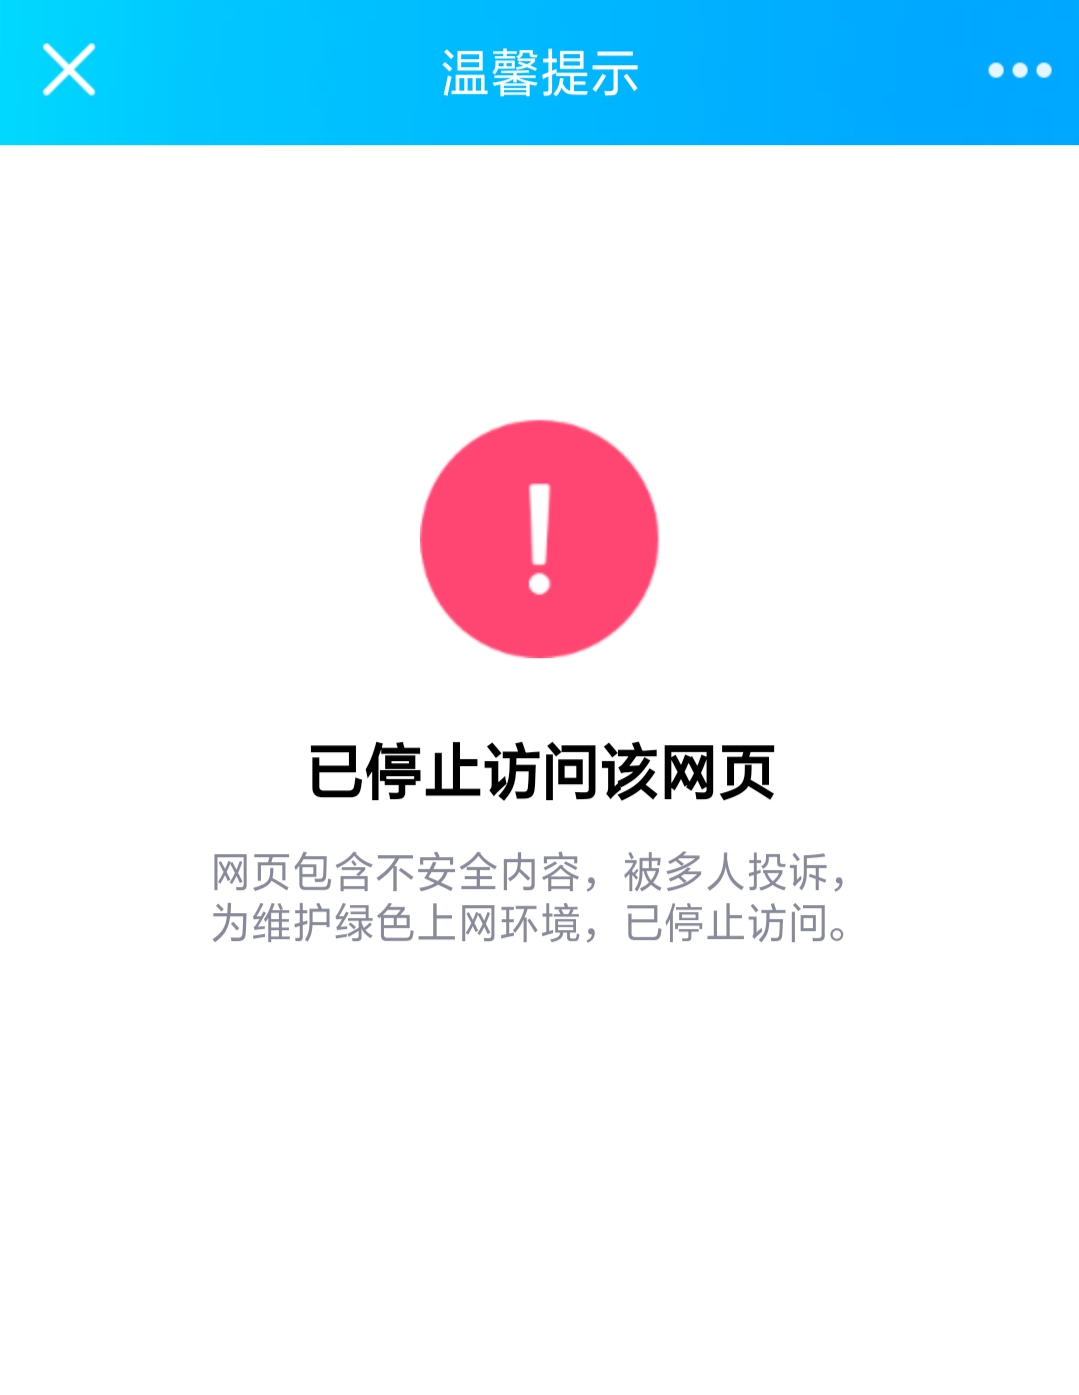 温馨提示
已停止访问该网页
网页包含不安全内容，被多人投诉，
为维护绿色上网环境，已停止访问。